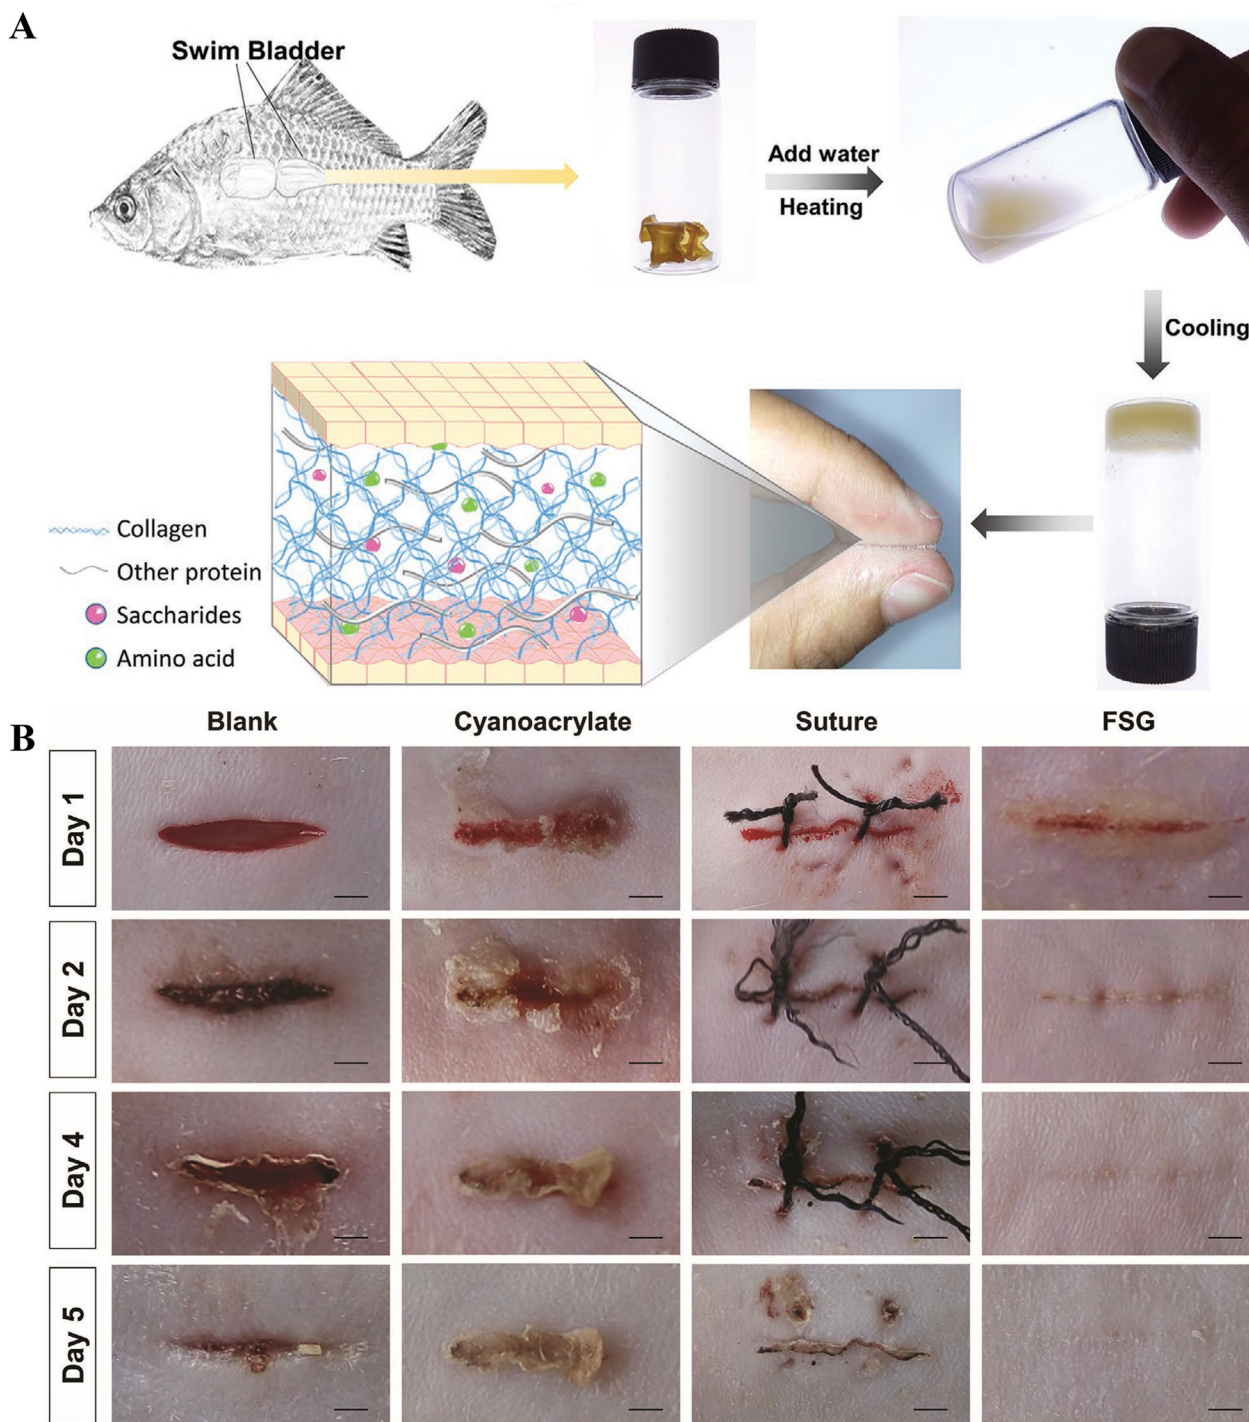 A
Swim Bladder
Add water
Heating
Cooling
Collagen
Other protein
Saccharides
Amino acid
B
Blank
Cyanoacrylate
Suture
FSG
Day 1
Day 2
Day 4
Day 5